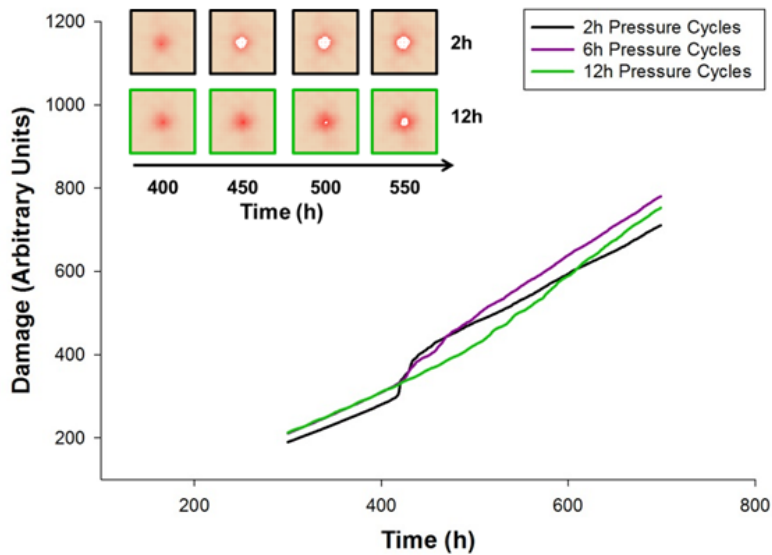 1200
1000
800
600
400
200
Damage (Arbitrary Units)
2h
12h
400 450 500 550
Time (h)
2h Pressure Cycles
6h Pressure Cycles
12h Pressure Cycles
200 400 600 800
Time (h)